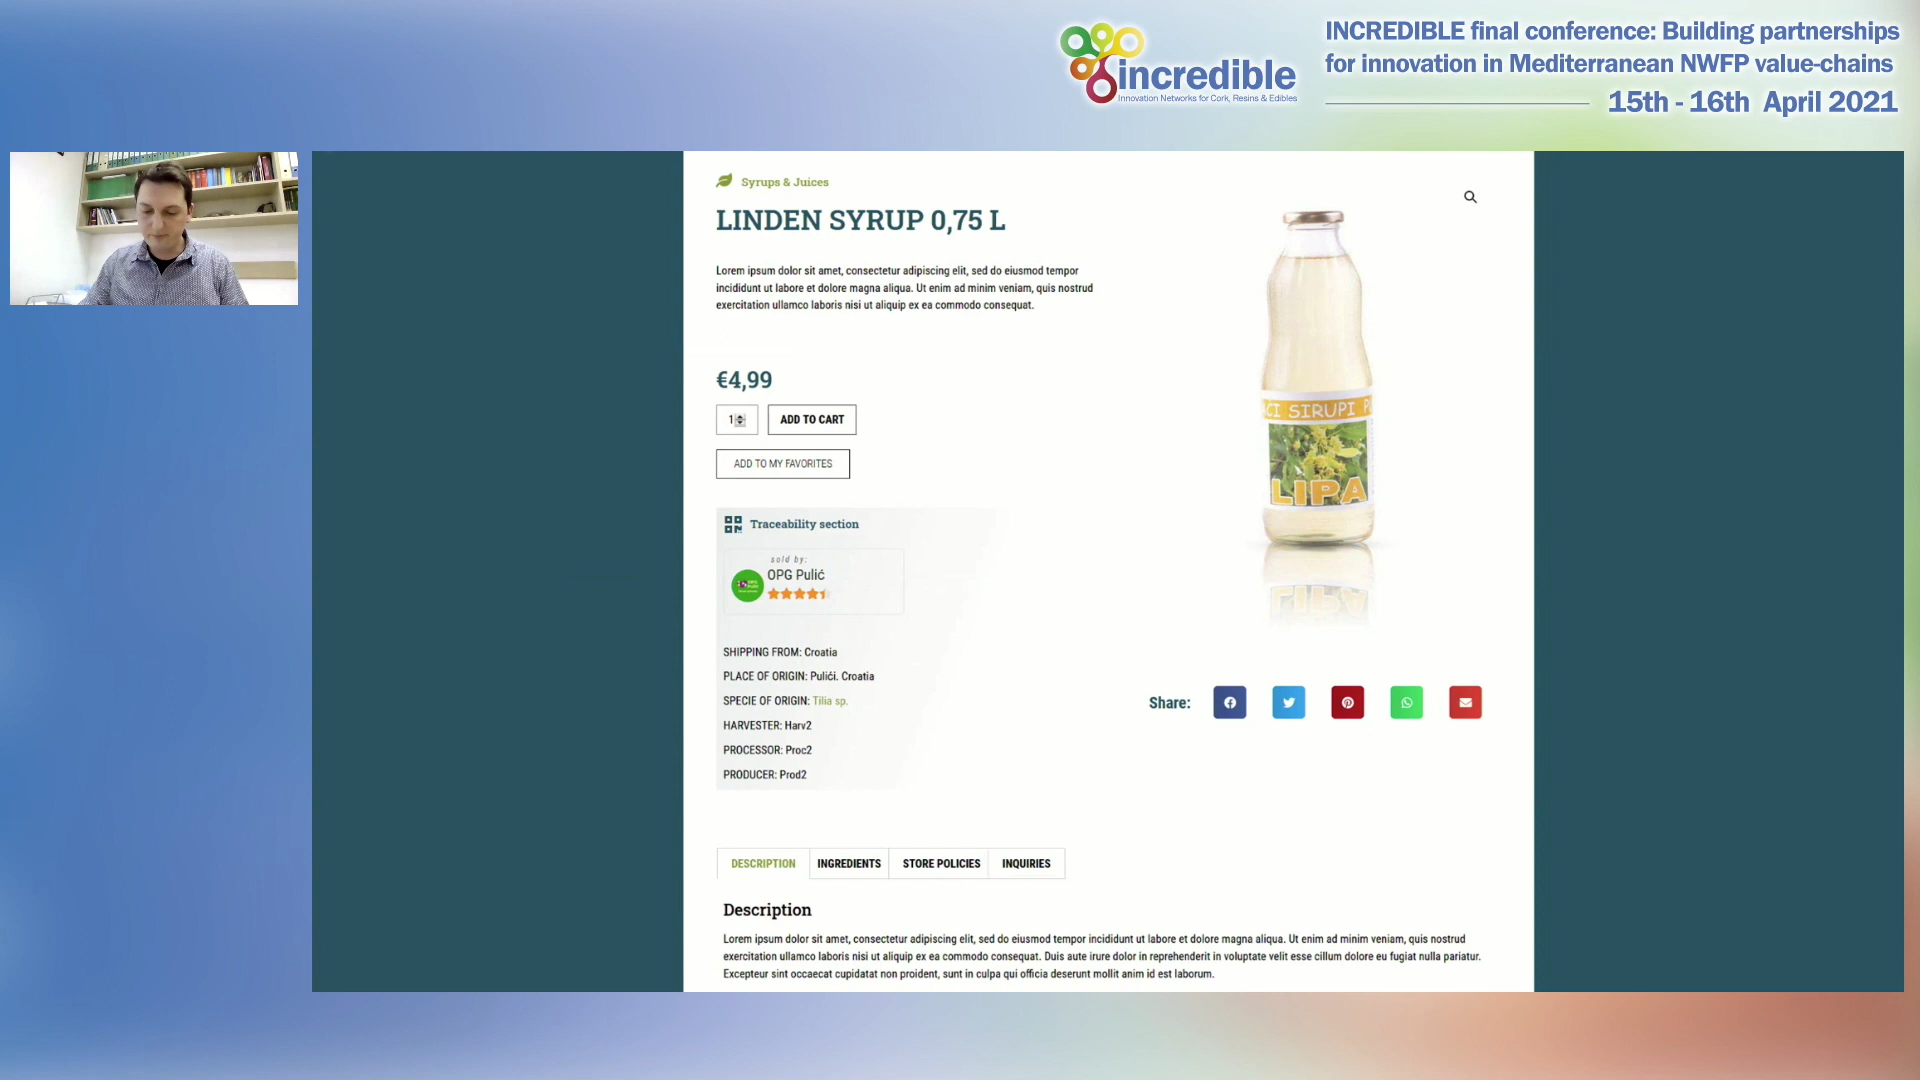 incredible
Innovation Networks for Cork, Resins & Edibles
INCREDIBLE final conference: Building partnerships
for innovation in Mediterranean NWFP value-chains
15th - 16th April 2021
Syrups & Juices
LINDEN SYRUP 0,75 L
Lorem ipsum dolor sit amet, consectetur adipiscing elit, sed do eiusmod tempor
incididunt ut labore et dolore magna aliqua. Ut enim ad minim veniam, quis nostrud
exercitation ullamco laboris nisi ut aliquip ex ea commodo consequat.
€4,99
1
ADD TO CART
ADD TO MY FAVORITES
CI SIRUPI P
LIPA
Traceability section
sold by:
OPG Pulić
SHIPPING FROM: Croatia
PLACE OF ORIGIN: Pulići. Croatia
SPECIE OF ORIGIN: Tilia sp.
HARVESTER: Harv2
PROCESSOR: Proc2
PRODUCER: Prod2
Share:
DESCRIPTION
INGREDIENTS
STORE POLICIES
INQUIRIES
Description
Lorem ipsum dolor sit amet, consectetur adipiscing elit, sed do eiusmod tempor incididunt ut labore et dolore magna aliqua. Ut enim ad minim veniam, quis nostrud
exercitation ullamco laboris nisi ut aliquip ex ea commodo consequat. Duis aute irure dolor in reprehenderit in voluptate velit esse cillum dolore eu fugiat nulla pariatur.
Excepteur sint occaecat cupidatat non proident, sunt in culpa qui officia deserunt mollit anim id est laborum.